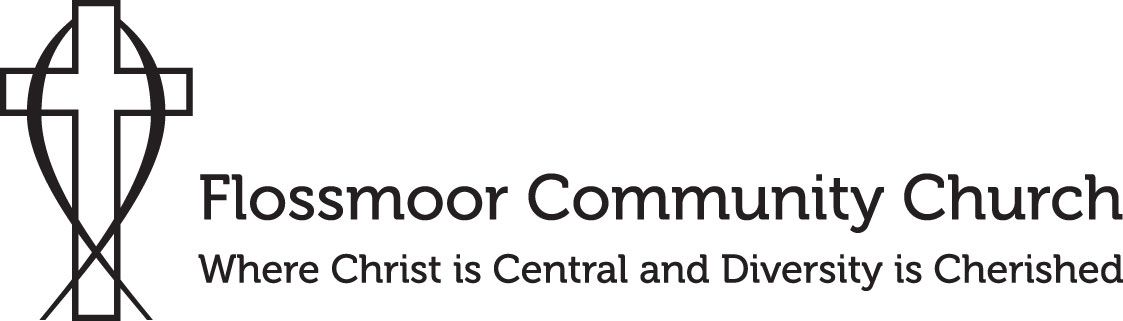 Flossmoor Community Church
Where Christ is Central and Diversity is Cherished